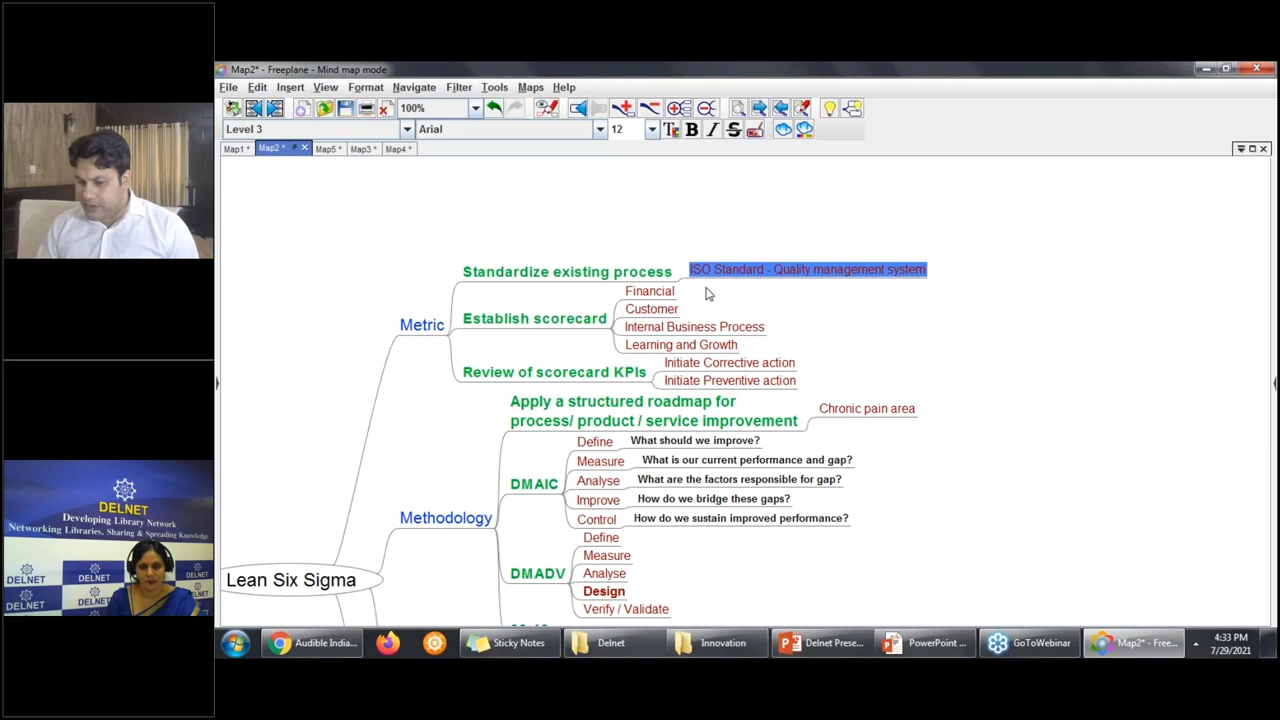 Map2* - Freeplane - Mind map mode
File Edit Insert View Format Navigate Filter Tools Maps Help
100%
Level 3 Arial 12 B I S
Map1 * Map2 * Map5 * Map3 * Map4 *
Standardize existing process
ISO Standard - Quality management system
Metric
Establish scorecard
Financial
Customer
Internal Business Process
Learning and Growth
Review of scorecard KPIs
Initiate Corrective action
Initiate Preventive action
Apply a structured roadmap for
process/ product / service improvement
Chronic pain area
Methodology
DMAIC
Define What should we improve?
Measure What is our current performance and gap?
Analyse What are the factors responsible for gap?
Improve How do we bridge these gaps?
Control How do we sustain improved performance?
DMADV
Define
Measure
Analyse
Design
Verify / Validate
Lean Six Sigma
DELNET
Developing Library Network
Networking Libraries, Sharing & Spreading Knowledge
DELNET
DELNET
DELNET
DELNET
DELNET
Audible India... Sticky Notes Delnet Innovation Delnet Prese... PowerPoint ... GoToWebinar Map2* - Free...
4:33 PM
7/29/2021